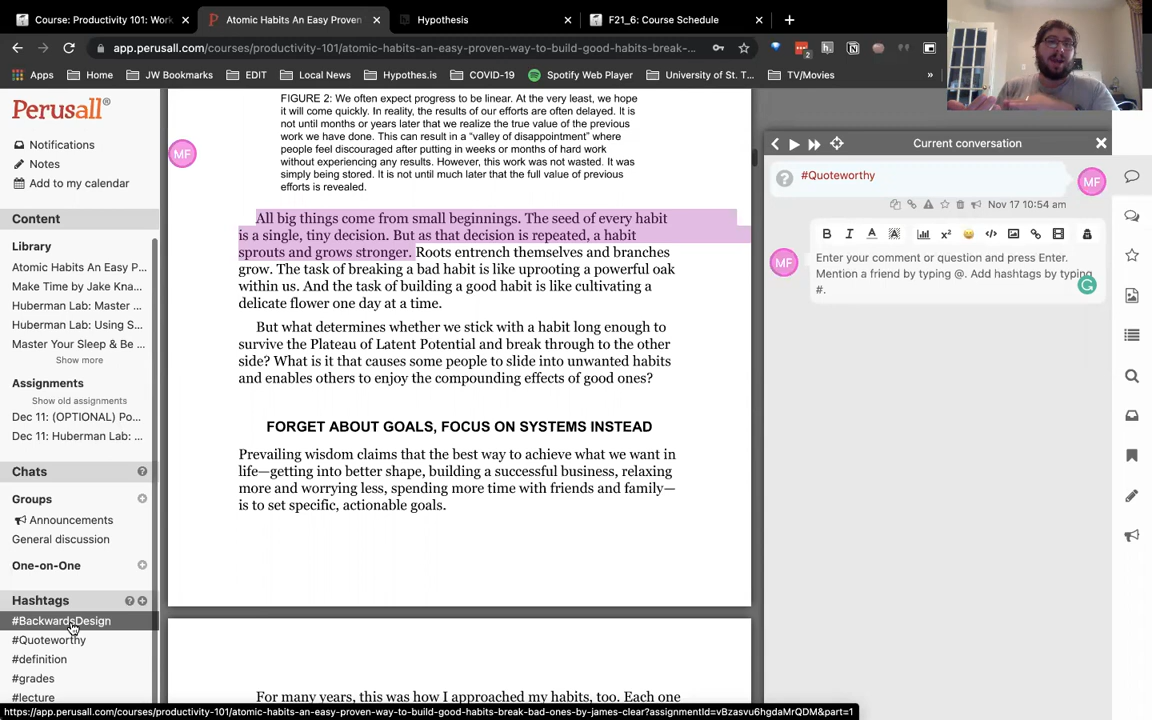 Course: Productivity 101: Work
Atomic Habits An Easy Proven
Hypothesis
F21_6: Course Schedule
app.perusall.com/courses/productivity-101/atomic-habits-an-easy-proven-way-to-build-good-habits-break-...
Apps
Home
JW Bookmarks
EDIT
Local News
Hypothes.is
COVID-19
Spotify Web Player
University of St. T...
TV/Movies
»
Perusall®
Notifications
Notes
Add to my calendar
Content
Library
Atomic Habits An Easy P...
Make Time by Jake Kna...
Huberman Lab: Master ...
Huberman Lab: Using S...
Master Your Sleep & Be ...
Show more
Assignments
Show old assignments
Dec 11: (OPTIONAL) Po...
Dec 11: Huberman Lab: ...
Chats
Groups
Announcements
General discussion
One-on-One
Hashtags
#BackwardsDesign
#Quoteworthy
#definition
#grades
#lecture
MF
FIGURE 2: We often expect progress to be linear. At the very least, we hope
it will come quickly. In reality, the results of our efforts are often delayed. It is
not until months or years later that we realize the true value of the previous
work we have done. This can result in a “valley of disappointment” where
people feel discouraged after putting in weeks or months of hard work
without experiencing any results. However, this work was not wasted. It was
simply being stored. It is not until much later that the full value of previous
efforts is revealed.
All big things come from small beginnings. The seed of every habit
is a single, tiny decision. But as that decision is repeated, a habit
sprouts and grows stronger. Roots entrench themselves and branches
grow. The task of breaking a bad habit is like uprooting a powerful oak
within us. And the task of building a good habit is like cultivating a
delicate flower one day at a time.
But what determines whether we stick with a habit long enough to
survive the Plateau of Latent Potential and break through to the other
side? What is it that causes some people to slide into unwanted habits
and enables others to enjoy the compounding effects of good ones?
FORGET ABOUT GOALS, FOCUS ON SYSTEMS INSTEAD
Prevailing wisdom claims that the best way to achieve what we want in
life—getting into better shape, building a successful business, relaxing
more and worrying less, spending more time with friends and family—
is to set specific, actionable goals.
For many years, this was how I approached my habits, too. Each one
Current conversation
#Quoteworthy
MF
Nov 17 10:54 am
B I A A x²
MF
Enter your comment or question and press Enter.
Mention a friend by typing @. Add hashtags by typing
#.
https://app.perusall.com/courses/productivity-101/atomic-habits-an-easy-proven-way-to-build-good-habits-break-bad-ones-by-james-clear?assignmentId=vBzasvu6hgdaMrQDM&part=1